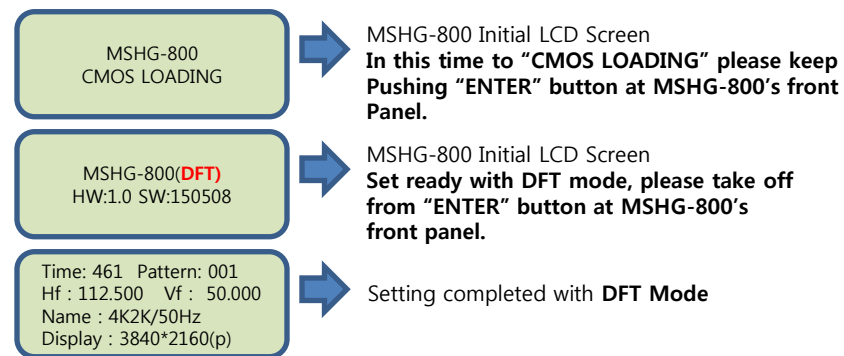 MSHG-800
CMOS LOADING
MSHG-800 Initial LCD Screen
In this time to “CMOS LOADING” please keep
Pushing “ENTER” button at MSHG-800’s front
Panel.
MSHG-800(DFT)
HW:1.0 SW:150508
MSHG-800 Initial LCD Screen
Set ready with DFT mode, please take off
from “ENTER” button at MSHG-800’s
front panel.
Time: 461 Pattern: 001
Hf : 112.500 Vf : 50.000
Name : 4K2K/50Hz
Display : 3840*2160(p)
Setting completed with DFT Mode